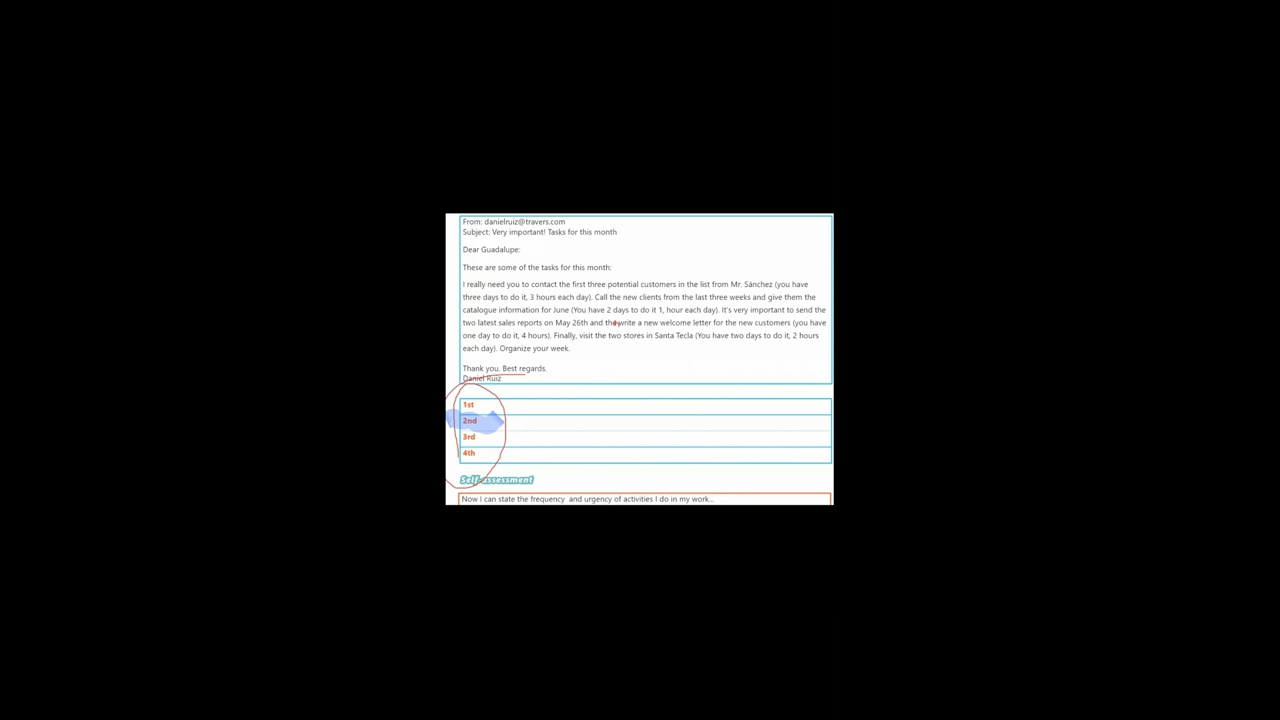 From: danielruiz@travers.com
Subject: Very important! Tasks for this month
Dear Guadalupe:
These are some of the tasks for this month:
I really need you to contact the first three potential customers in the list from Mr. Sánchez (you have
three days to do it, 3 hours each day). Call the new clients from the last three weeks and give them the
catalogue information for June (You have 2 days to do it 1, hour each day). It's very important to send the
two latest sales reports on May 26th and the write a new welcome letter for the new customers (you have
one day to do it, 4 hours). Finally, visit the two stores in Santa Tecla (You have two days to do it, 2 hours
each day). Organize your week.
Thank you. Best regards.
Daniel Ruiz
1st
2nd
3rd
4th
Self-assessment
Now I can state the frequency and urgency of activities I do in my work...